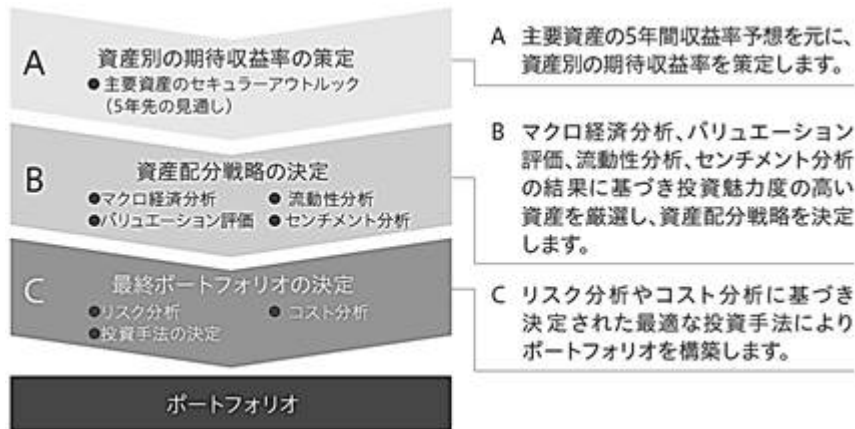 A
資産別の期待収益率の策定
●主要資産のセキュラーアウトルック
（5年先の見通し）
A 主要資産の5年間収益率予想を元に、
資産別の期待収益率を策定します。
B
資産配分戦略の決定
●マクロ経済分析 ●流動性分析
●バリュエーション評価 ●センチメント分析
B マクロ経済分析、バリュエーション
評価、流動性分析、センチメント分析
の結果に基づき投資魅力度の高い
資産を厳選し、資産配分戦略を決定
します。
C
最終ポートフォリオの決定
●リスク分析 ●コスト分析
●投資手法の決定
C リスク分析やコスト分析に基づき
決定された最適な投資手法により
ポートフォリオを構築します。
ポートフォリオ